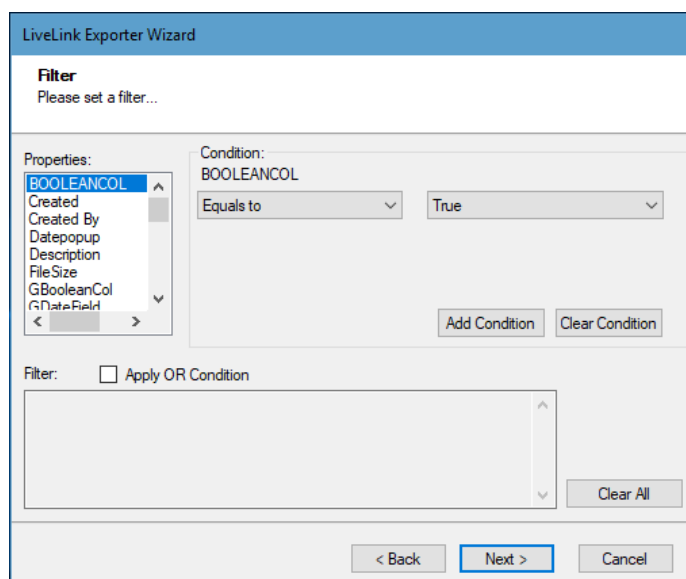 LiveLink Exporter Wizard
Filter
Please set a filter...
Properties:
BOOLEANCOL
Created
Created By
Datepopup
Description
FileSize
GBooleanCol
GDateField
Condition:
BOOLEANCOL
Equals to
True
Add Condition
Clear Condition
Filter:
Apply OR Condition
Clear All
< Back
Next >
Cancel